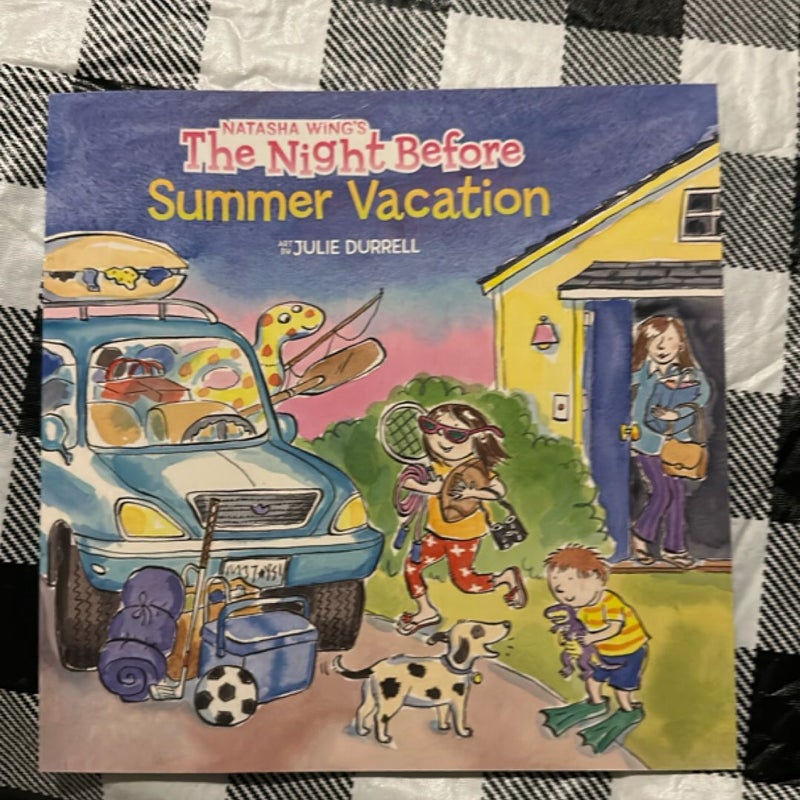 NATASHA WING'S
The Night Before
Summer Vacation
ART BY JULIE DURRELL